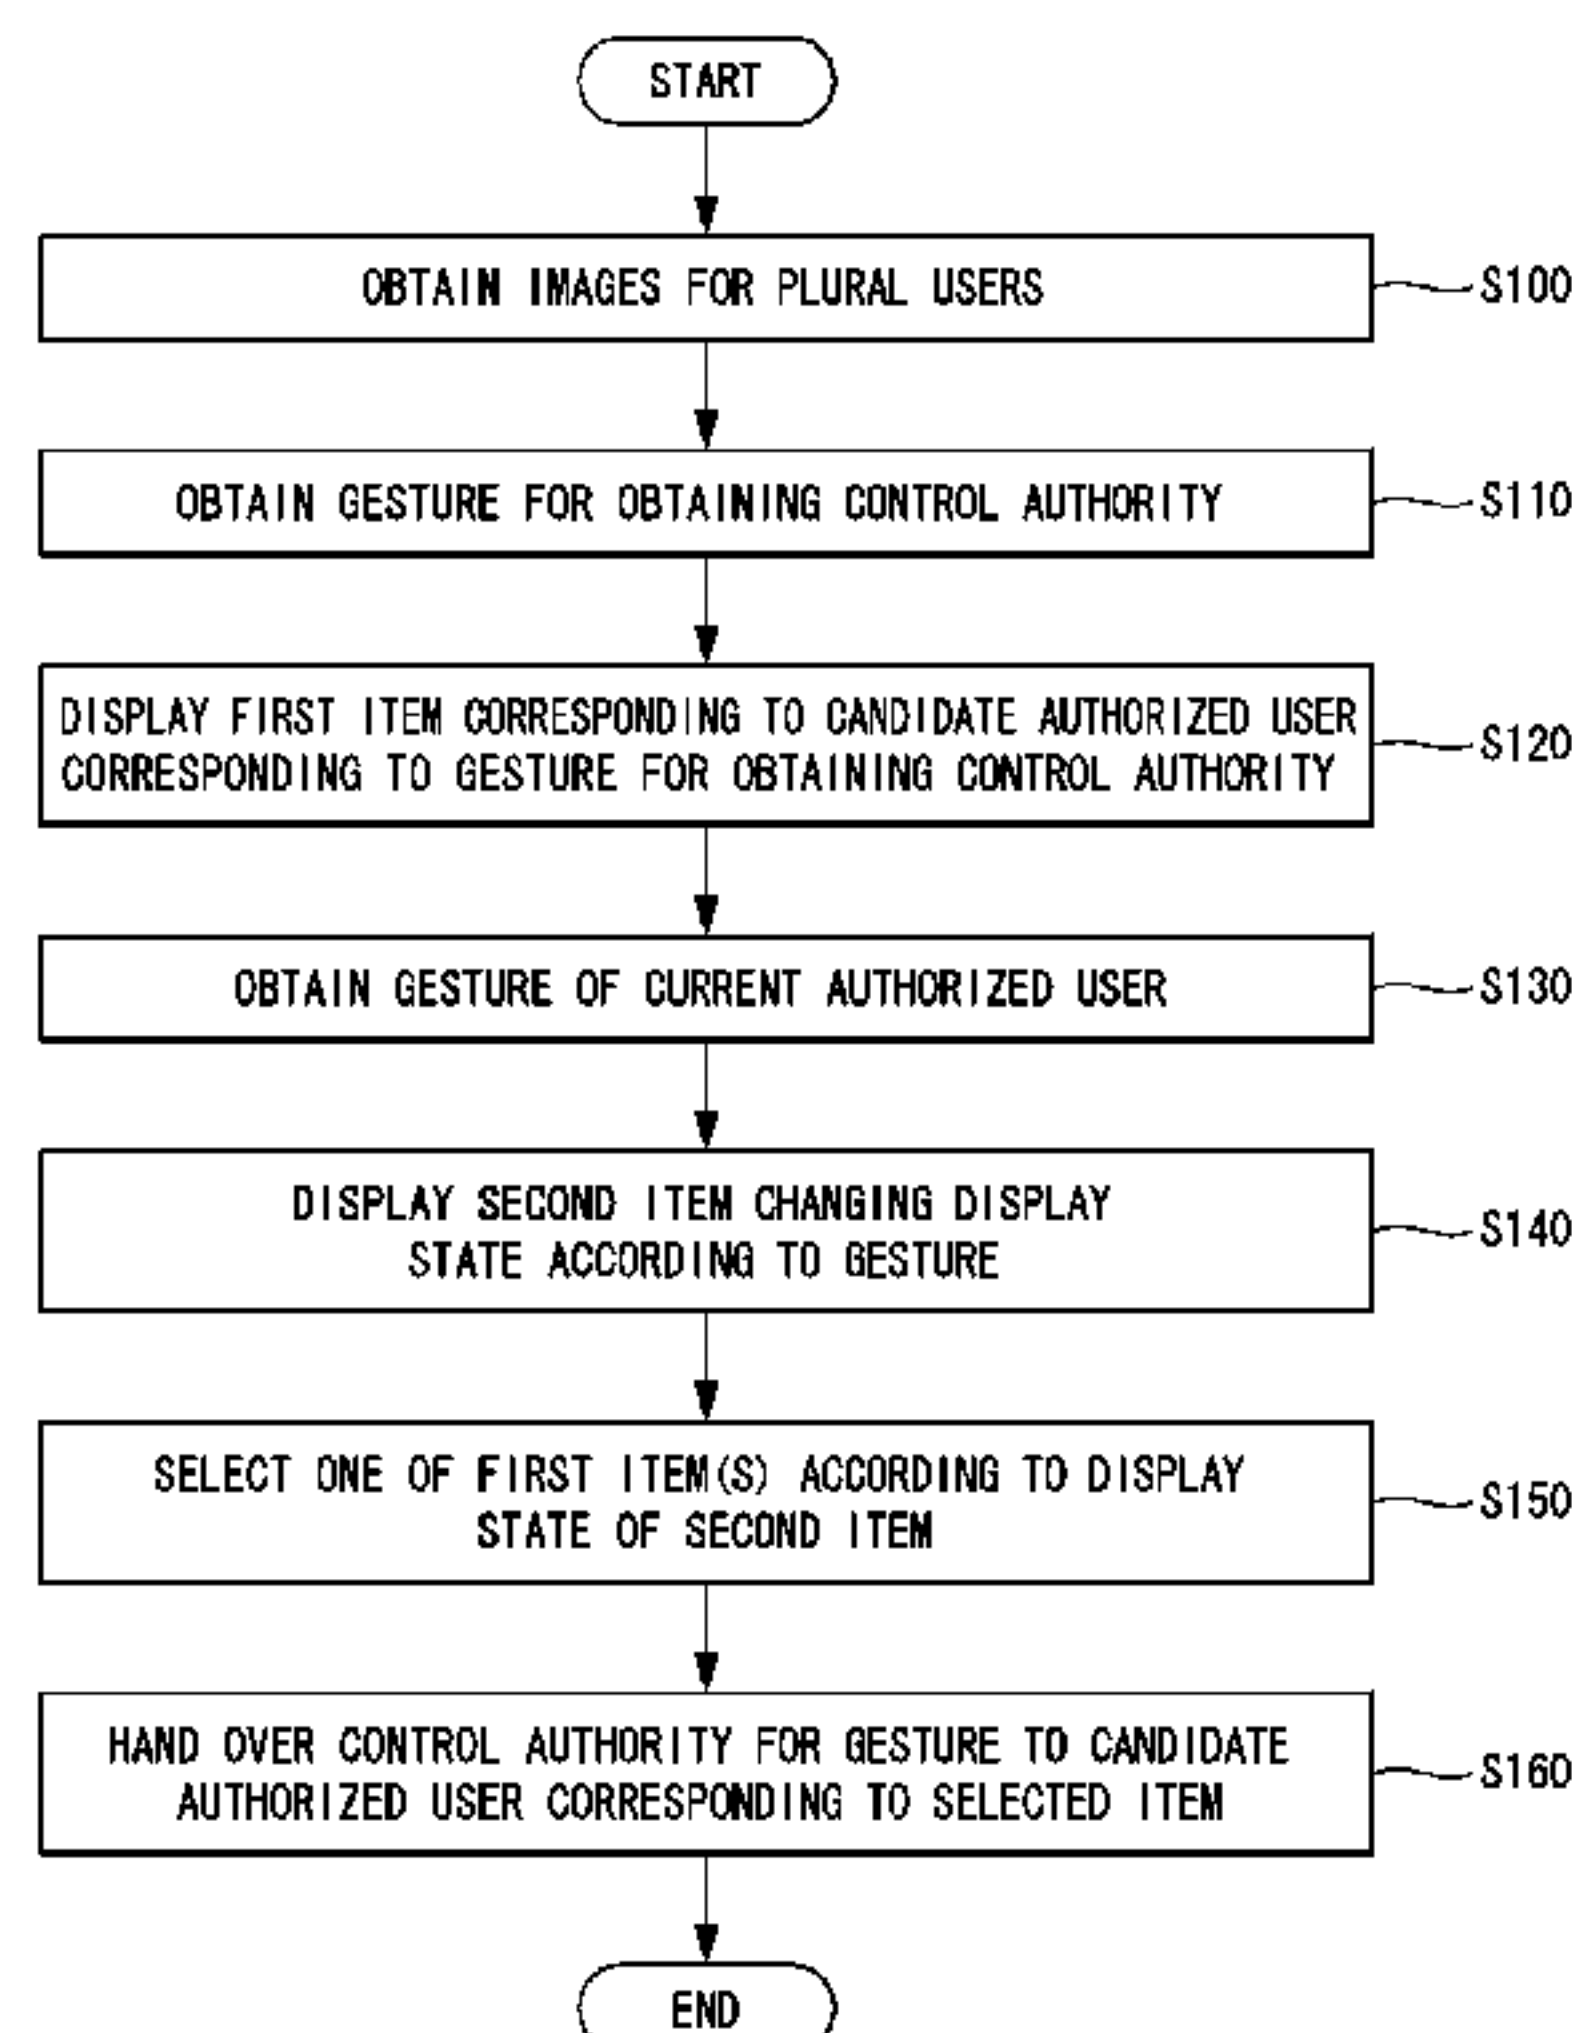 START
OBTAIN IMAGES FOR PLURAL USERS
S100
OBTAIN GESTURE FOR OBTAINING CONTROL AUTHORITY
S110
DISPLAY FIRST ITEM CORRESPONDING TO CANDIDATE AUTHORIZED USER
CORRESPONDING TO GESTURE FOR OBTAINING CONTROL AUTHORITY
S120
OBTAIN GESTURE OF CURRENT AUTHORIZED USER
S130
DISPLAY SECOND ITEM CHANGING DISPLAY
STATE ACCORDING TO GESTURE
S140
SELECT ONE OF FIRST ITEM(S) ACCORDING TO DISPLAY
STATE OF SECOND ITEM
S150
HAND OVER CONTROL AUTHORITY FOR GESTURE TO CANDIDATE
AUTHORIZED USER CORRESPONDING TO SELECTED ITEM
S160
END